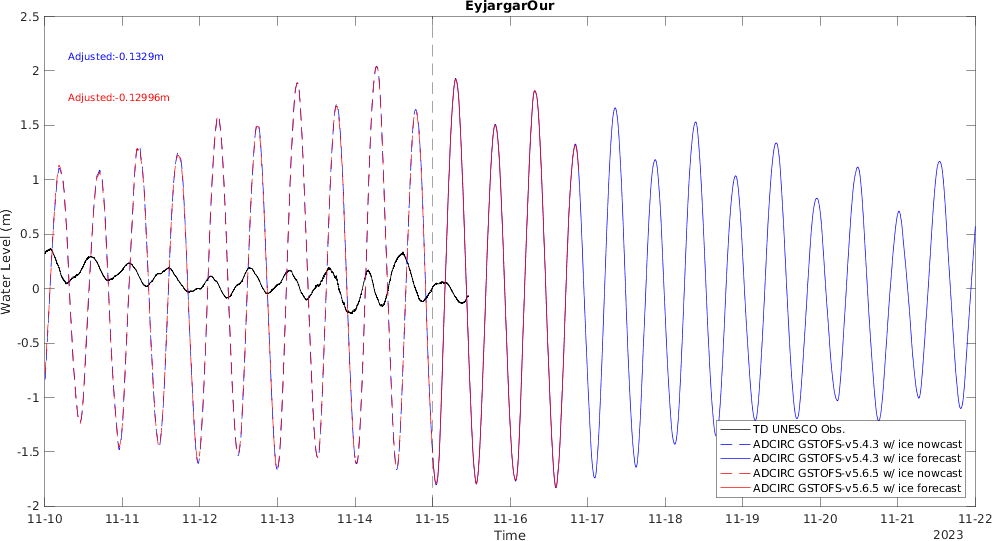 EyjargarOur
Adjusted:-0.1329m
Adjusted:-0.12996m
Water Level (m)
2.5
2
1.5
1
0.5
0
-0.5
-1
-1.5
-2
TD UNESCO Obs.
ADCIRC GSTOFS-v5.4.3 w/ ice nowcast
ADCIRC GSTOFS-v5.4.3 w/ ice forecast
ADCIRC GSTOFS-v5.6.5 w/ ice nowcast
ADCIRC GSTOFS-v5.6.5 w/ ice forecast
11-10 11-11 11-12 11-13 11-14 11-15 11-16 11-17 11-18 11-19 11-20 11-21 11-22
Time
2023